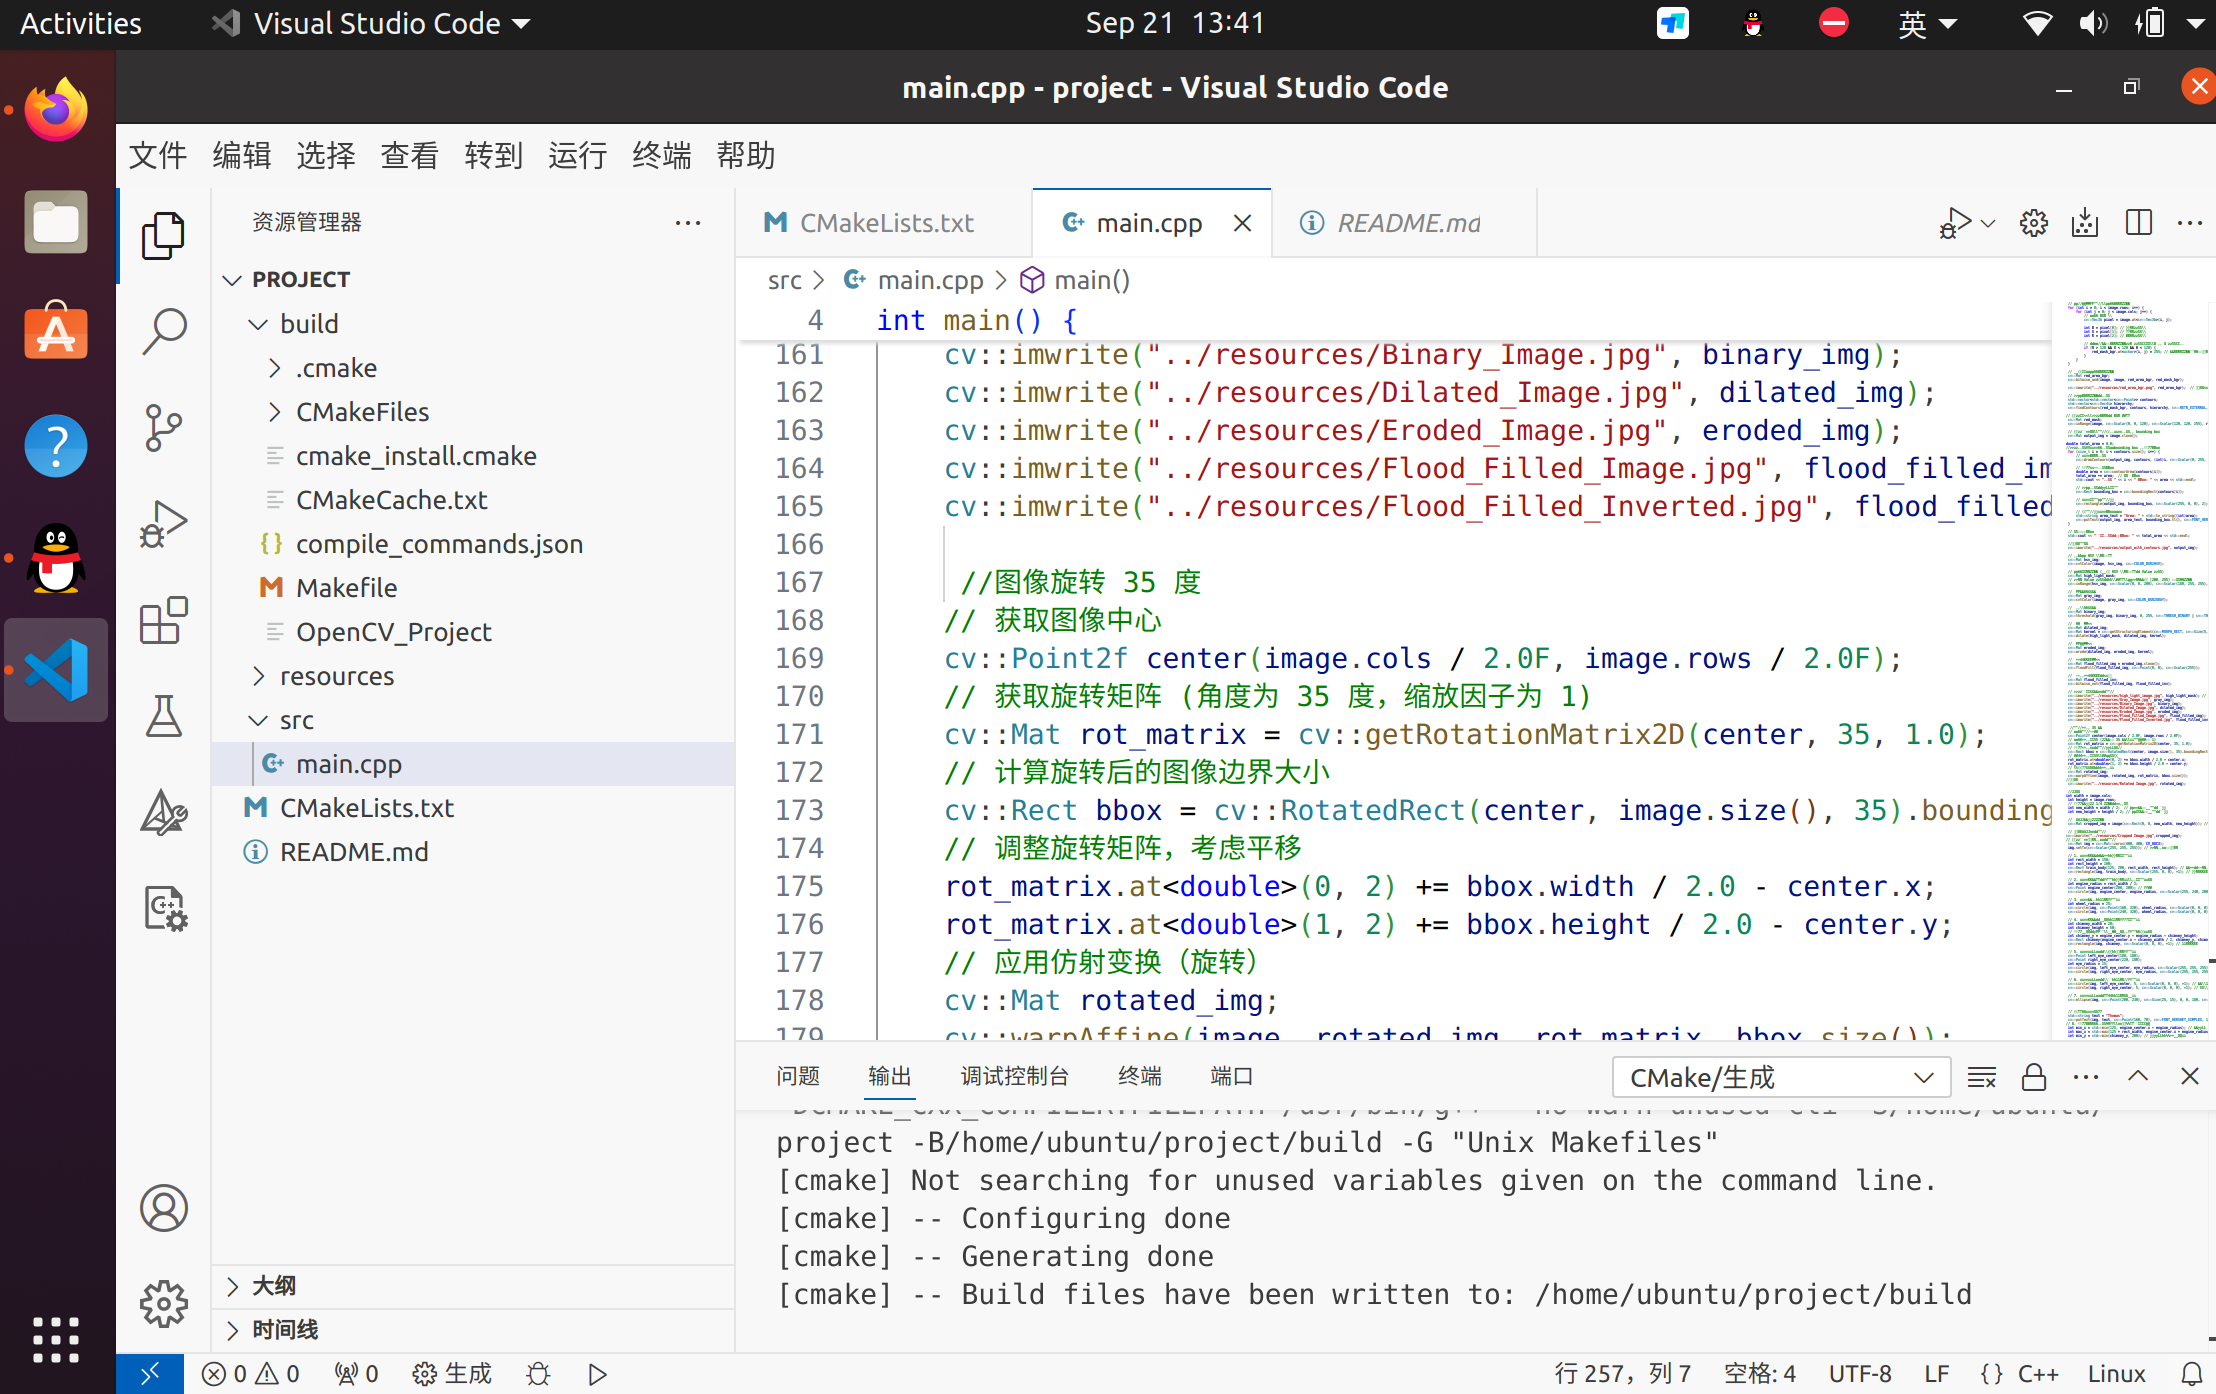 Activities
Visual Studio Code
Sep 21 13:41
英
main.cpp - project - Visual Studio Code
文件 编辑 选择 查看 转到 运行 终端 帮助
资源管理器
PROJECT
build
.cmake
CMakeFiles
cmake_install.cmake
CMakeCache.txt
compile_commands.json
Makefile
OpenCV_Project
resources
src
main.cpp
CMakeLists.txt
README.md
大纲
时间线
CMakeLists.txt
main.cpp
README.md
src > main.cpp > main()
4 int main() {
161 cv::imwrite("../resources/Binary_Image.jpg", binary_img);
162 cv::imwrite("../resources/Dilated_Image.jpg", dilated_img);
163 cv::imwrite("../resources/Eroded_Image.jpg", eroded_img);
164 cv::imwrite("../resources/Flood_Filled_Image.jpg", flood_filled_im
165 cv::imwrite("../resources/Flood_Filled_Inverted.jpg", flood_filled
166
167 //图像旋转 35 度
168 // 获取图像中心
169 cv::Point2f center(image.cols / 2.0F, image.rows / 2.0F);
170 // 获取旋转矩阵 (角度为 35 度，缩放因子为 1)
171 cv::Mat rot_matrix = cv::getRotationMatrix2D(center, 35, 1.0);
172 // 计算旋转后的图像边界大小
173 cv::Rect bbox = cv::RotatedRect(center, image.size(), 35).bounding
174 // 调整旋转矩阵，考虑平移
175 rot_matrix.at<double>(0, 2) += bbox.width / 2.0 - center.x;
176 rot_matrix.at<double>(1, 2) += bbox.height / 2.0 - center.y;
177 // 应用仿射变换（旋转）
178 cv::Mat rotated_img;
179 cv::warpAffine(image, rotated_img, rot_matrix, bbox.size());
问题 输出 调试控制台 终端 端口
CMake/生成
project -B/home/ubuntu/project/build -G "Unix Makefiles"
[cmake] Not searching for unused variables given on the command line.
[cmake] -- Configuring done
[cmake] -- Generating done
[cmake] -- Build files have been written to: /home/ubuntu/project/build
0 0 0 生成
行 257，列 7 空格: 4 UTF-8 LF {} C++ Linux